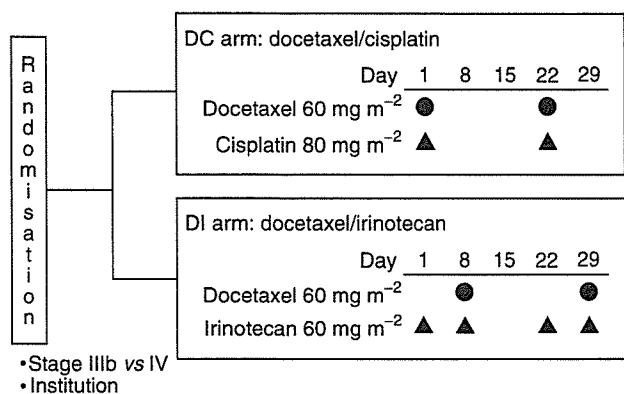 Randomisation
DC arm: docetaxel/cisplatin
Day 1 8 15 22 29
Docetaxel 60 mg m⁻²
Cisplatin 80 mg m⁻²
DI arm: docetaxel/irinotecan
Day 1 8 15 22 29
Docetaxel 60 mg m⁻²
Irinotecan 60 mg m⁻²
•Stage IIIb vs IV
•Institution